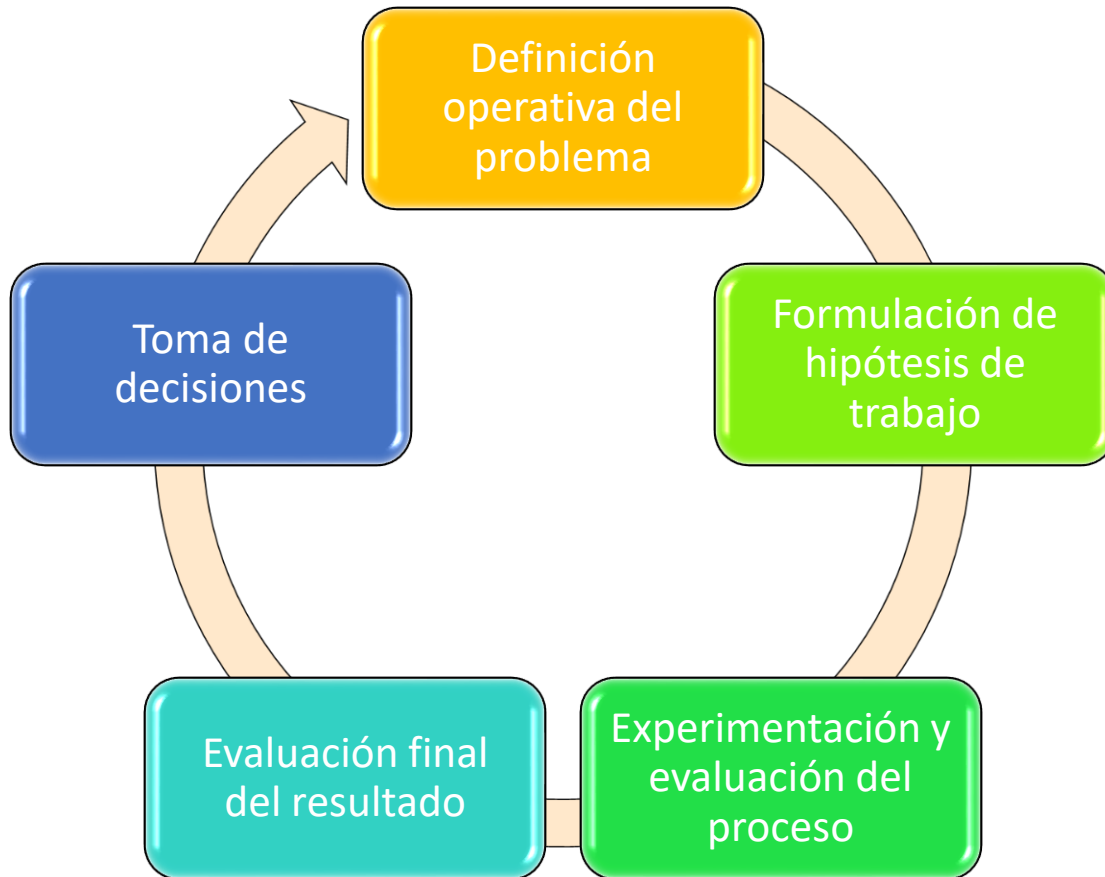 Definición
operativa del
problema
Formulación de
hipótesis de
trabajo
Experimentación y
evaluación del
proceso
Evaluación final
del resultado
Toma de
decisiones